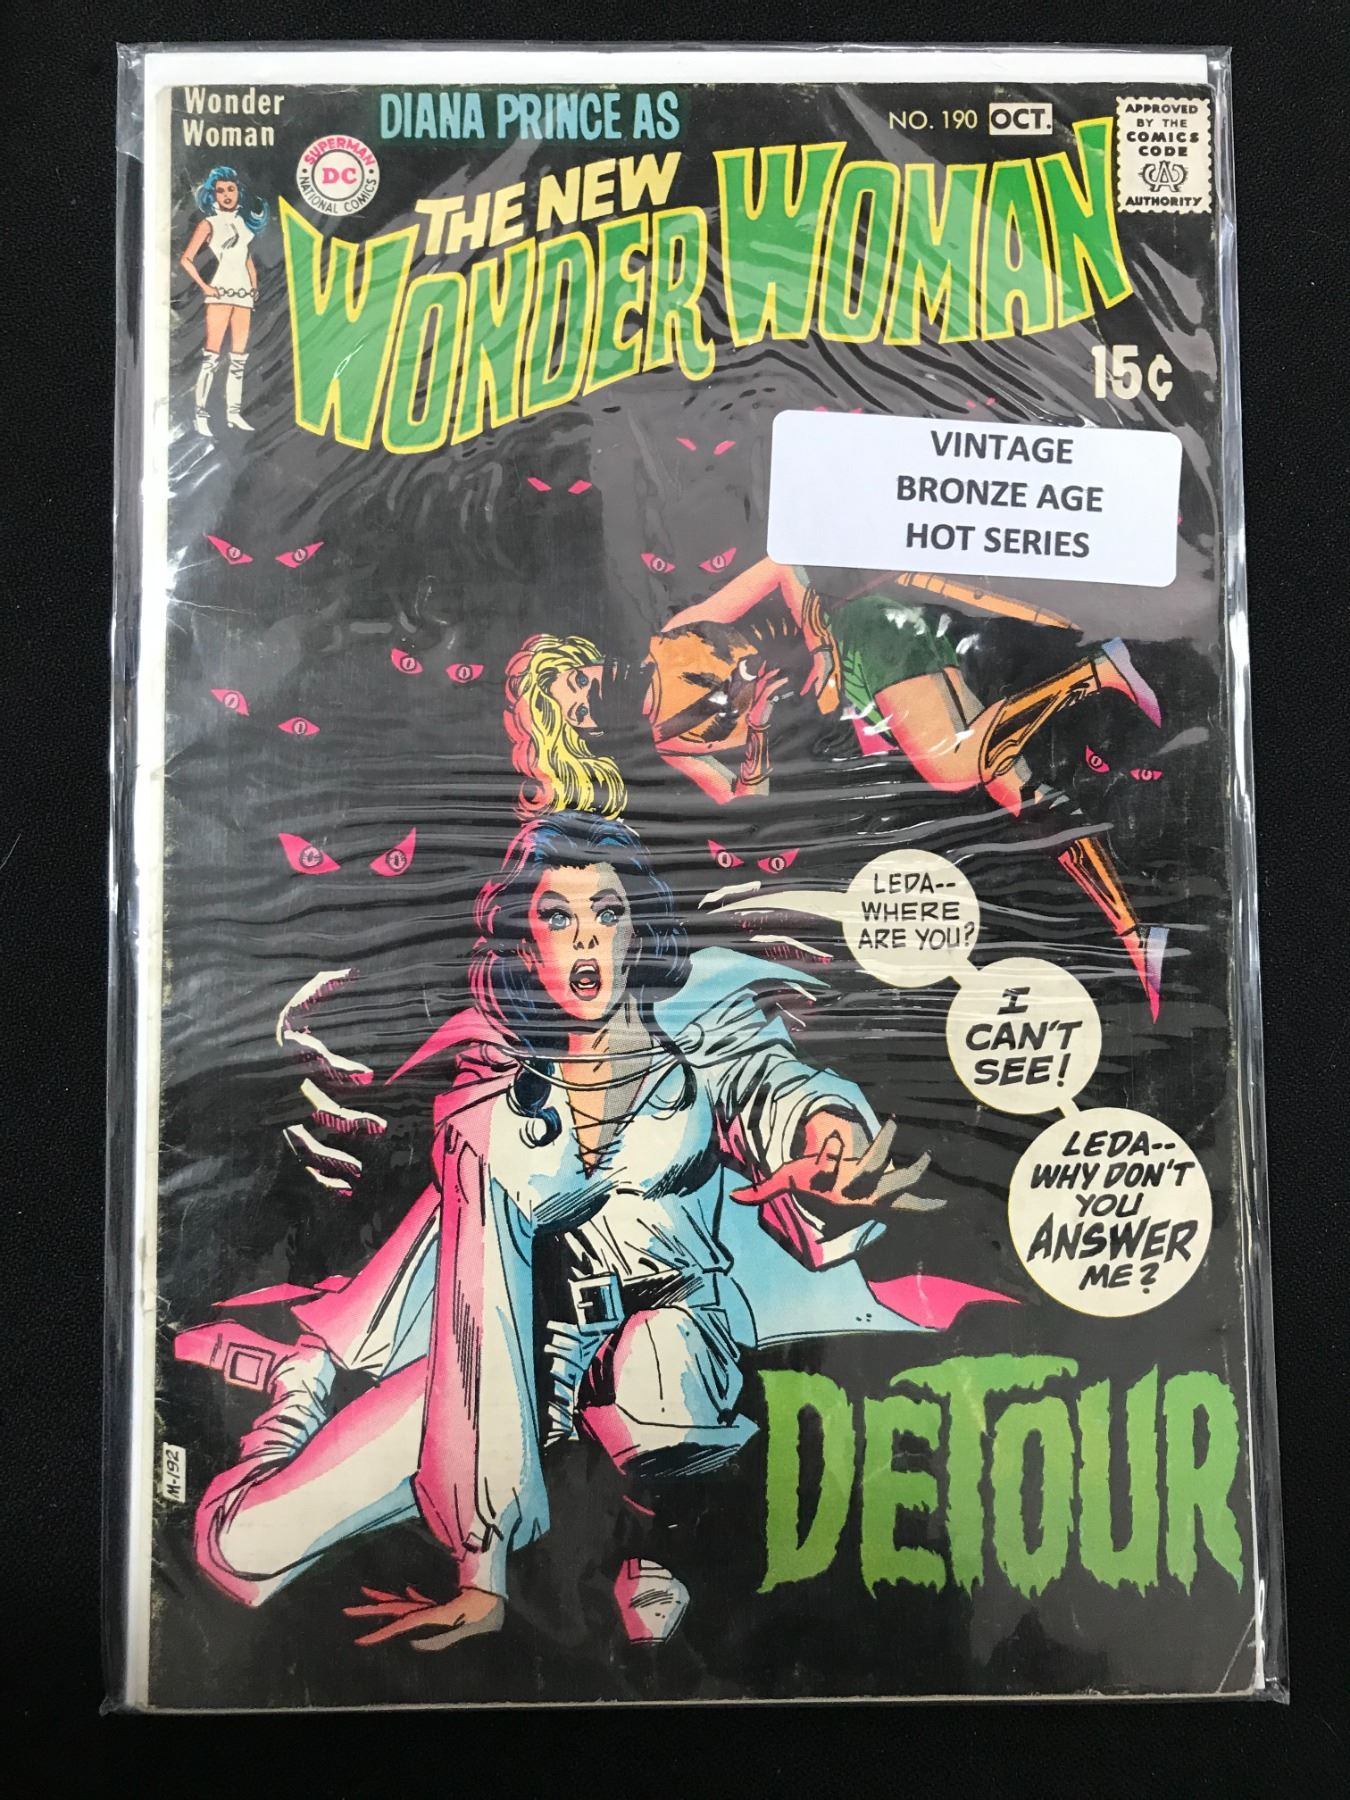 Wonder
Woman
DIANA PRINCE AS
NO. 190 OCT.
APPROVED
BY THE
COMICS
CODE
CA
AUTHORITY
SUPERMAN
DC
NATIONAL COMICS
THE NEW
WONDER WOMAN
15¢
VINTAGE
BRONZE AGE
HOT SERIES
LEDA--
WHERE
ARE YOU?
I
CAN'T
SEE!
LEDA--
WHY DON'T
YOU
ANSWER
ME?
DETOUR
M-192